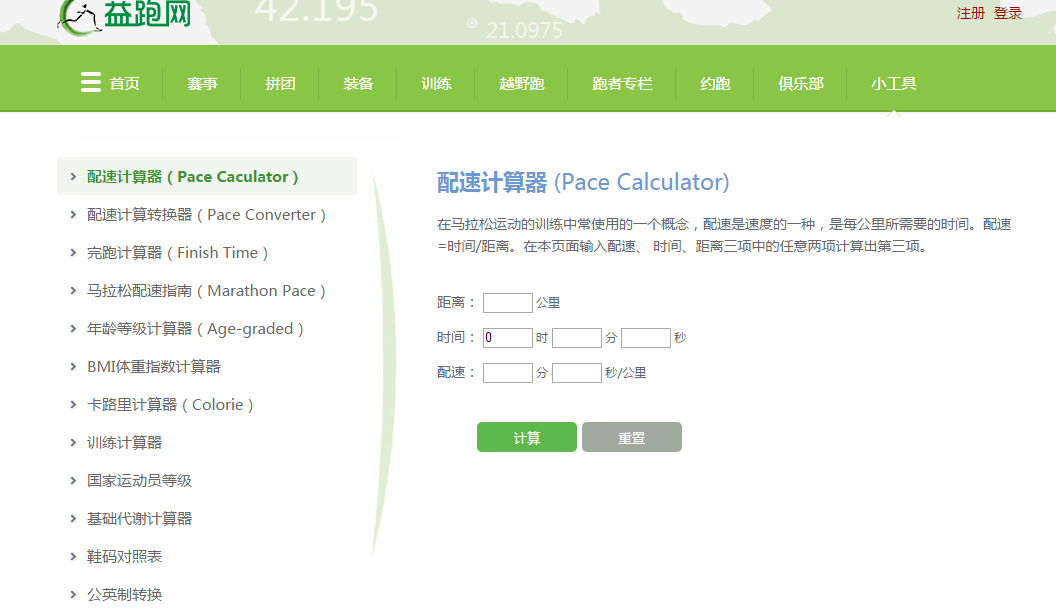 益跑网
42.195
21.0975
注册 登录
首页 赛事 拼团 装备 训练 越野跑 跑者专栏 约跑 俱乐部 小工具
配速计算器 ( Pace Caculator )
配速计算转换器 ( Pace Converter )
完跑计算器 ( Finish Time )
马拉松配速指南 ( Marathon Pace )
年龄等级计算器 ( Age-graded )
BMI体重指数计算器
卡路里计算器 ( Colorie )
训练计算器
国家运动员等级
基础代谢计算器
鞋码对照表
公英制转换
配速计算器 (Pace Calculator)
在马拉松运动的训练中常使用的一个概念，配速是速度的一种，是每公里所需要的时间。配速
=时间/距离。在本页面输入配速、 时间、距离三项中的任意两项计算出第三项。
距离： 公里
时间： 0 时 分 秒
配速： 分 秒/公里
计算 重置